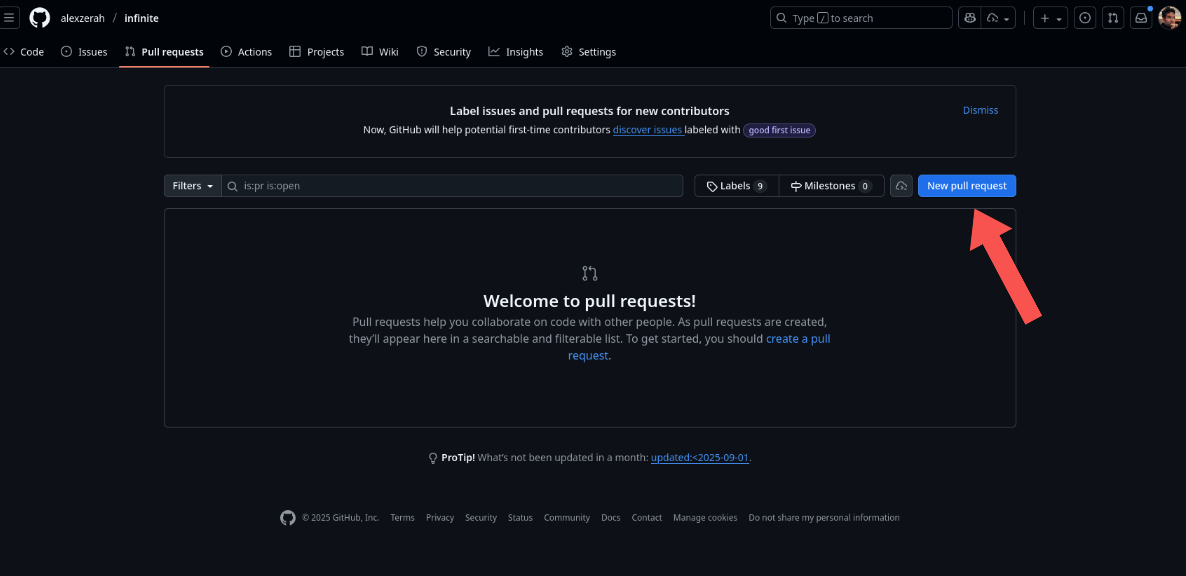 alexzerah / infinite
Type / to search
Code Issues Pull requests Actions Projects Wiki Security Insights Settings
Label issues and pull requests for new contributors
Dismiss
Now, GitHub will help potential first-time contributors discover issues labeled with good first issue
Filters is:pr is:open Labels 9 Milestones 0 New pull request
Welcome to pull requests!
Pull requests help you collaborate on code with other people. As pull requests are created,
they'll appear here in a searchable and filterable list. To get started, you should create a pull
request.
ProTip! What's not been updated in a month: updated:<2025-09-01.
© 2025 GitHub, Inc. Terms Privacy Security Status Community Docs Contact Manage cookies Do not share my personal information